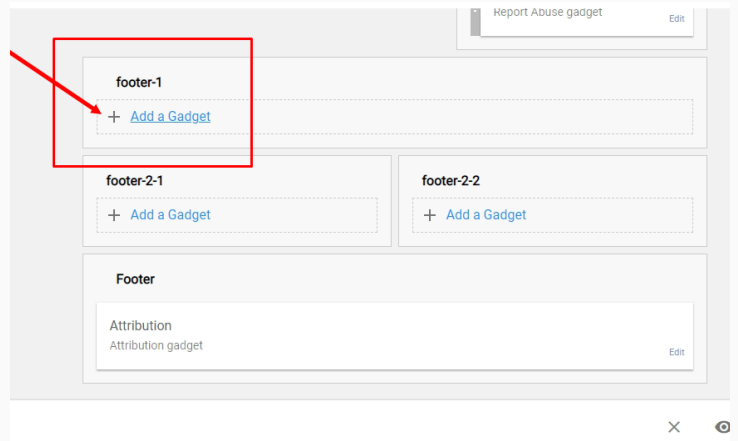 Report Abuse gadget
Edit
footer-1
+ Add a Gadget
footer-2-1
footer-2-2
+ Add a Gadget
+ Add a Gadget
Footer
Attribution
Attribution gadget
Edit